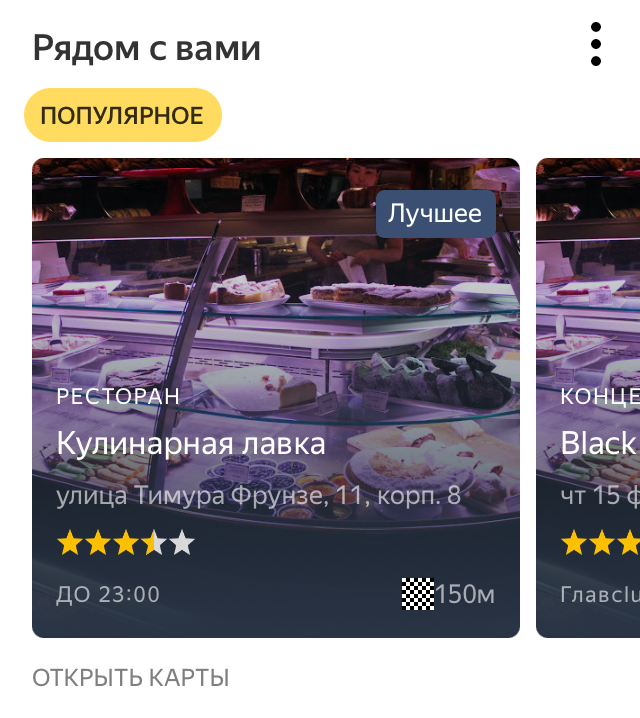 Рядом с вами
ПОПУЛЯРНОЕ
Лучшее
РЕСТОРАН
Кулинарная лавка
улица Тимура Фрунзе, 11, корп. 8
ДО 23:00
150м
КОНЦЕ
Black
чт 15 ф
Главclu
ОТКРЫТЬ КАРТЫ